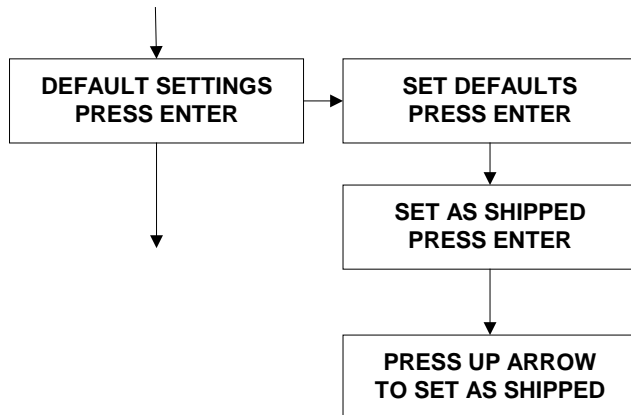 DEFAULT SETTINGS
PRESS ENTER
SET DEFAULTS
PRESS ENTER
SET AS SHIPPED
PRESS ENTER
PRESS UP ARROW
TO SET AS SHIPPED